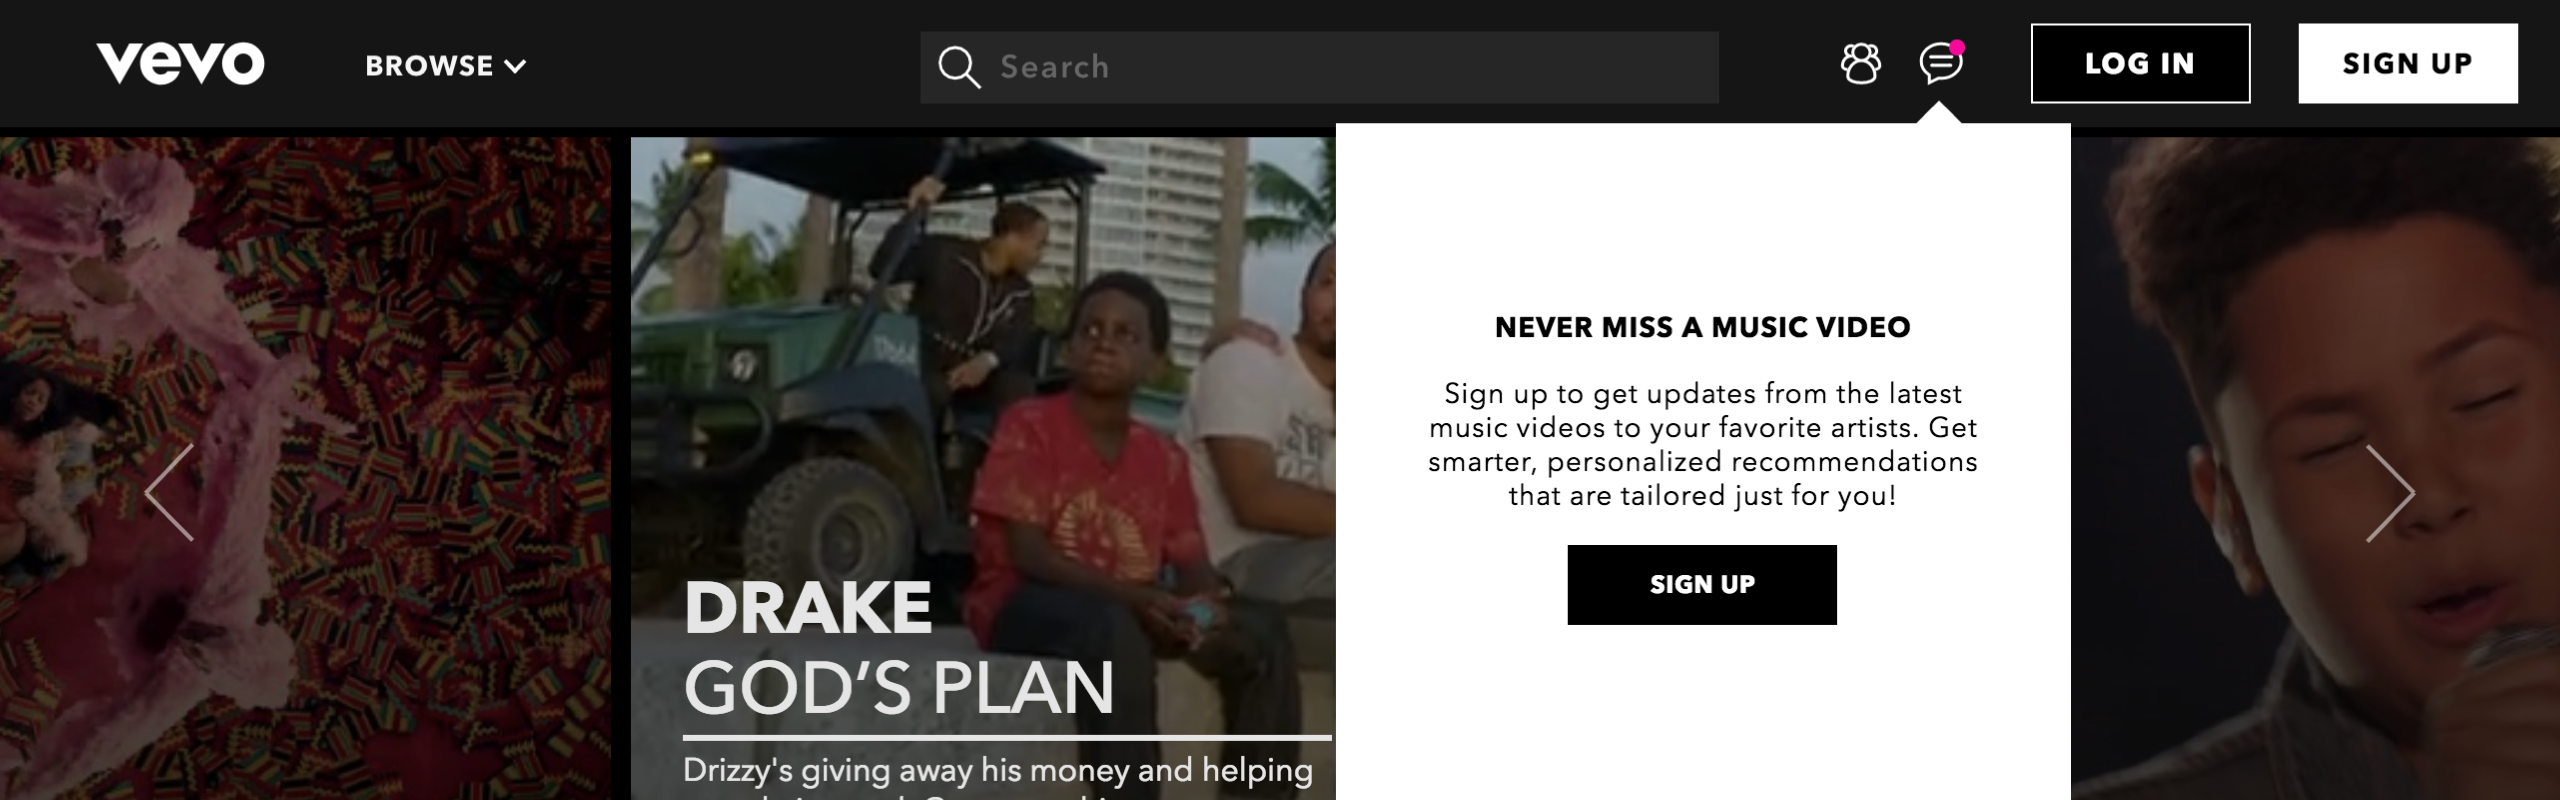 vevo
BROWSE
Search
LOG IN
SIGN UP
DRAKE
GOD'S PLAN
Drizzy's giving away his money and helping
NEVER MISS A MUSIC VIDEO
Sign up to get updates from the latest
music videos to your favorite artists. Get
smarter, personalized recommendations
that are tailored just for you!
SIGN UP